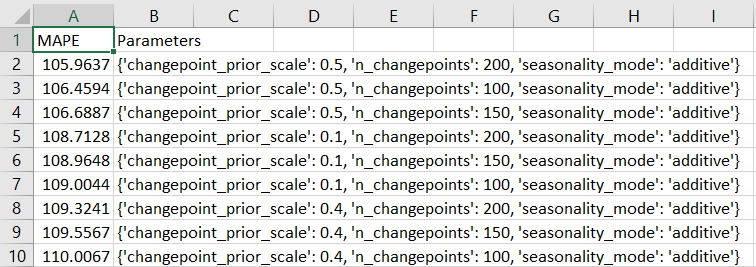 A B C D E F G H I
1 MAPE Parameters
2 105.9637 {'changepoint_prior_scale': 0.5, 'n_changepoints': 200, 'seasonality_mode': 'additive'}
3 106.4594 {'changepoint_prior_scale': 0.5, 'n_changepoints': 100, 'seasonality_mode': 'additive'}
4 106.6887 {'changepoint_prior_scale': 0.5, 'n_changepoints': 150, 'seasonality_mode': 'additive'}
5 108.7128 {'changepoint_prior_scale': 0.1, 'n_changepoints': 200, 'seasonality_mode': 'additive'}
6 108.9648 {'changepoint_prior_scale': 0.1, 'n_changepoints': 150, 'seasonality_mode': 'additive'}
7 109.0044 {'changepoint_prior_scale': 0.1, 'n_changepoints': 100, 'seasonality_mode': 'additive'}
8 109.3241 {'changepoint_prior_scale': 0.4, 'n_changepoints': 200, 'seasonality_mode': 'additive'}
9 109.5567 {'changepoint_prior_scale': 0.4, 'n_changepoints': 150, 'seasonality_mode': 'additive'}
10 110.0067 {'changepoint_prior_scale': 0.4, 'n_changepoints': 100, 'seasonality_mode': 'additive'}